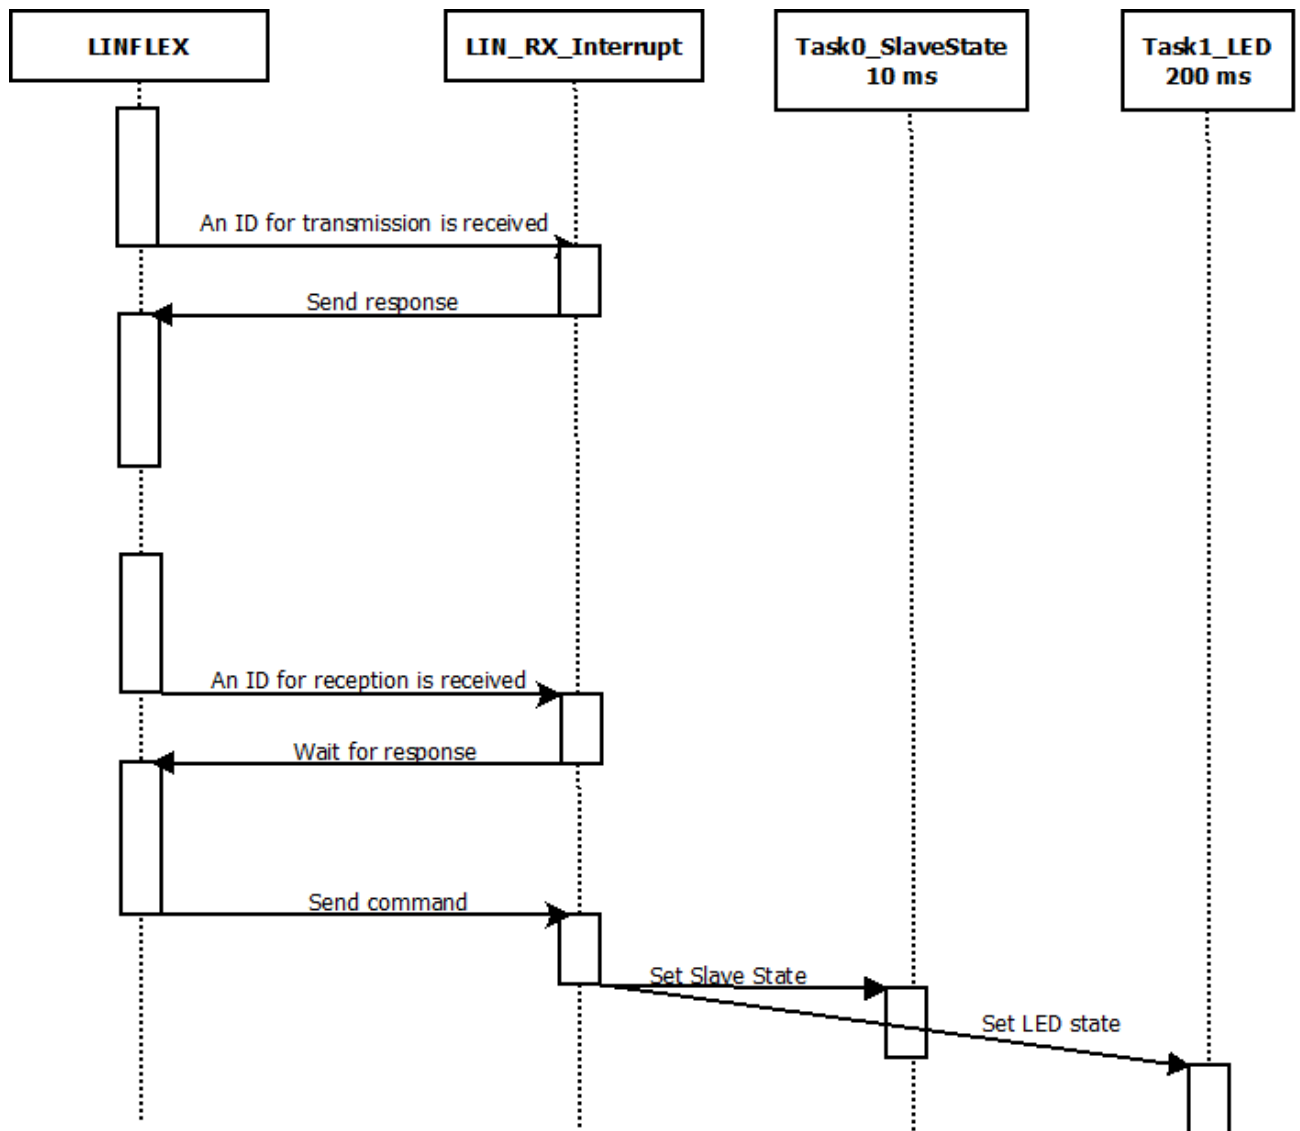 LINFLEX
LIN_RX_Interrupt
Task0_SlaveState
10 ms
Task1_LED
200 ms
An ID for transmission is received
Send response
An ID for reception is received
Wait for response
Send command
Set Slave State
Set LED state